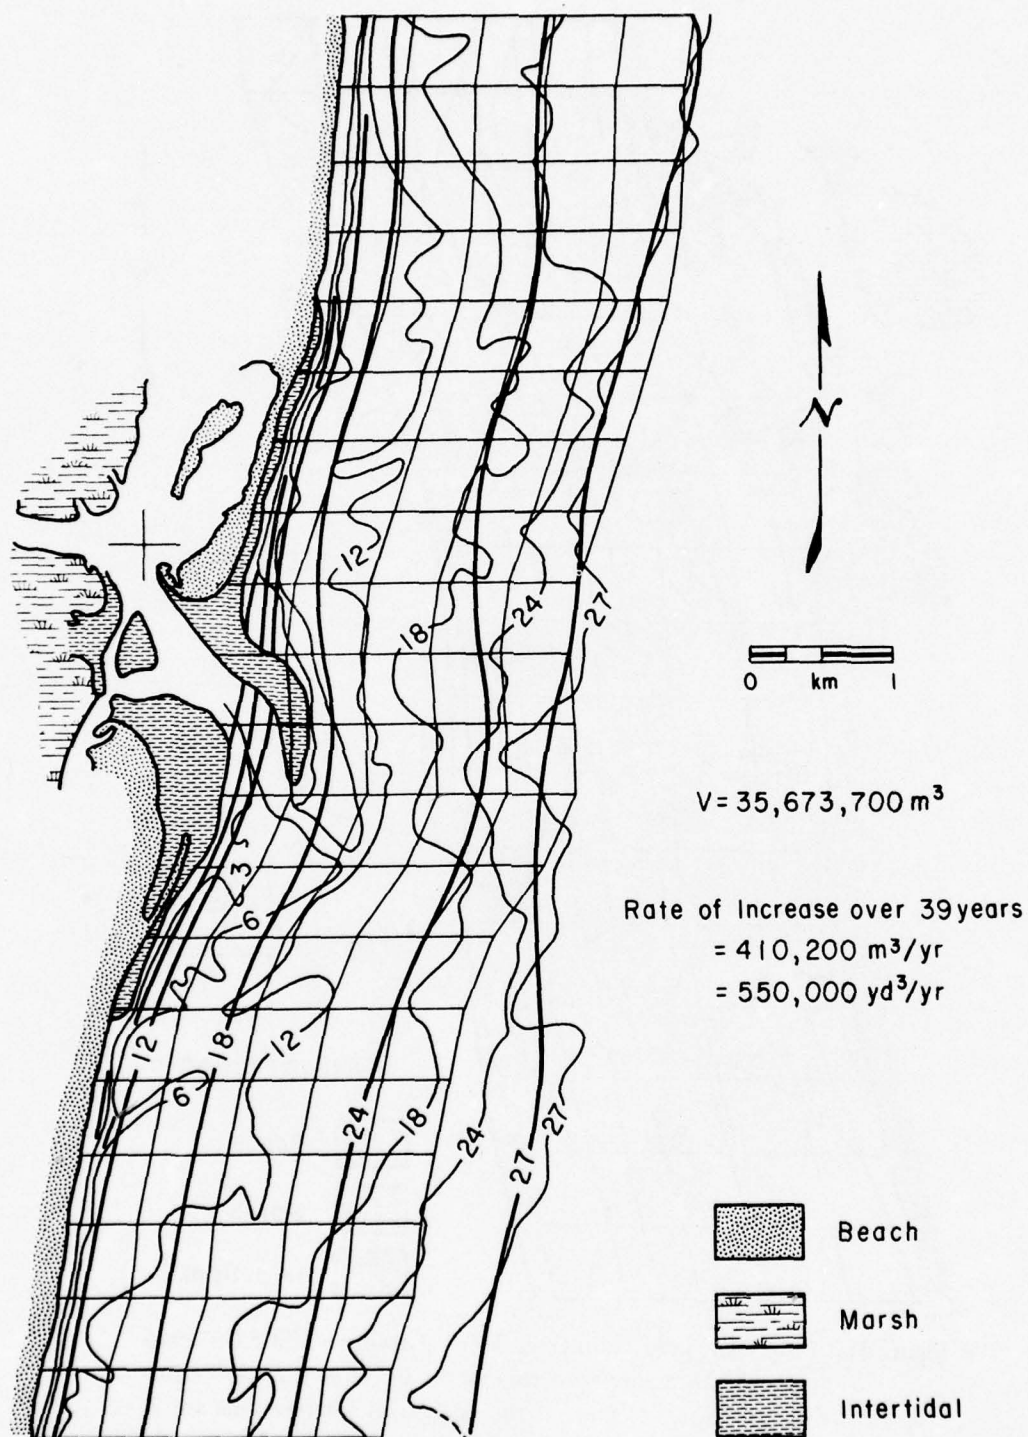 N
12
18
24
27
0 km 1
V = 35,673,700 m³
3
6
Rate of Increase over 39 years
= 410,200 m³/yr
= 550,000 yd³/yr
12
18
12
6
24
18
24
27
27
Beach
Marsh
Intertidal